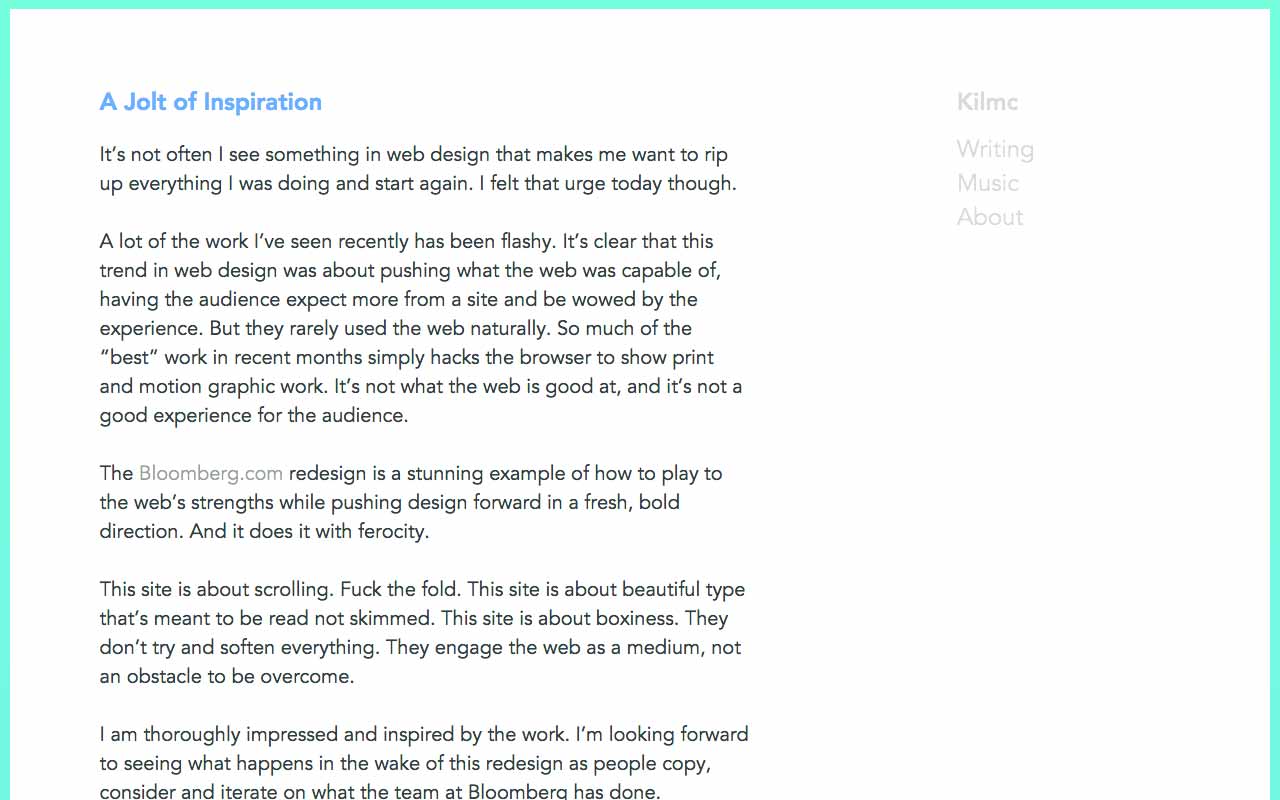 A Jolt of Inspiration
It’s not often I see something in web design that makes me want to rip
up everything I was doing and start again. I felt that urge today though.
A lot of the work I’ve seen recently has been flashy. It’s clear that this
trend in web design was about pushing what the web was capable of,
having the audience expect more from a site and be wowed by the
experience. But they rarely used the web naturally. So much of the
“best” work in recent months simply hacks the browser to show print
and motion graphic work. It’s not what the web is good at, and it’s not a
good experience for the audience.
The Bloomberg.com redesign is a stunning example of how to play to
the web’s strengths while pushing design forward in a fresh, bold
direction. And it does it with ferocity.
This site is about scrolling. Fuck the fold. This site is about beautiful type
that’s meant to be read not skimmed. This site is about boxiness. They
don’t try and soften everything. They engage the web as a medium, not
an obstacle to be overcome.
I am thoroughly impressed and inspired by the work. I’m looking forward
to seeing what happens in the wake of this redesign as people copy,
consider and iterate on what the team at Bloomberg has done.
Kilmc
Writing
Music
About